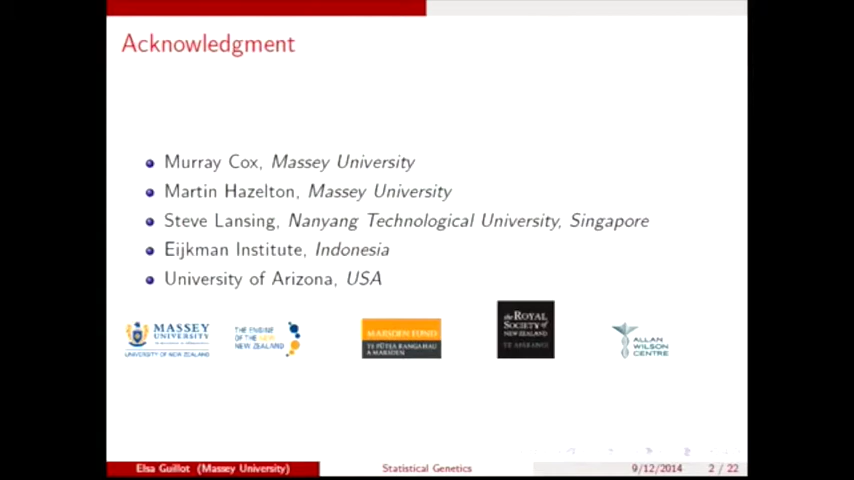 Acknowledgment
Murray Cox, Massey University
Martin Hazelton, Massey University
Steve Lansing, Nanyang Technological University, Singapore
Eijkman Institute, Indonesia
University of Arizona, USA
MASSEY
UNIVERSITY
UNIVERSITY OF NEW ZEALAND
THE ENGINE
OF THE NEW
NEW ZEALAND
MARSDEN FUND
TE PŪTEA RANGAHAU
A MARSDEN
the ROYAL
SOCIETY of
NEW ZEALAND
TE APĀRANGI
ALLAN
WILSON
CENTRE
Elsa Guillot (Massey University)
Statistical Genetics
9/12/2014
2 / 22